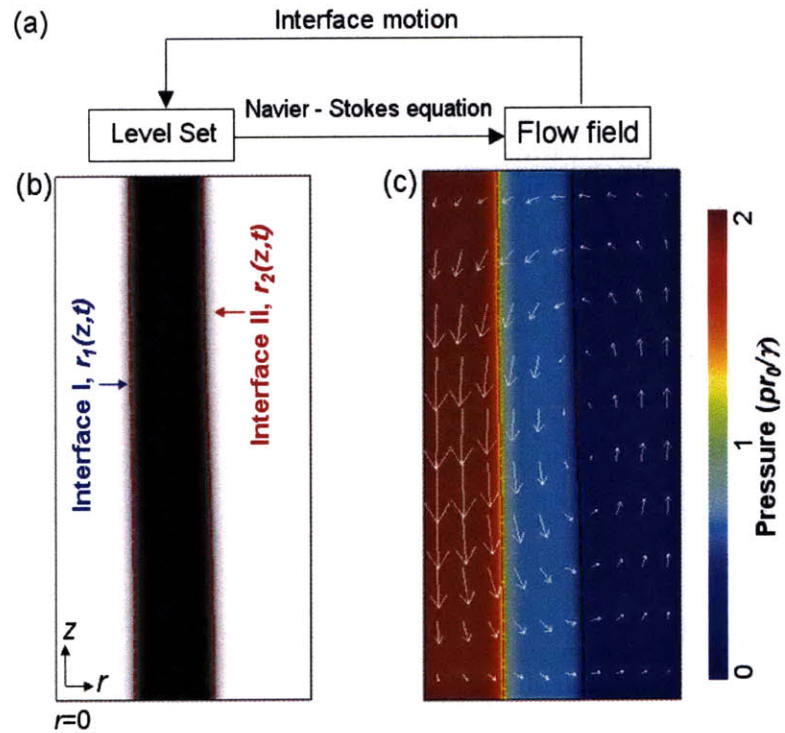 (a)
Interface motion
Navier - Stokes equation
Level Set
Flow field
(b)
(c)
Interface I, r₁(z,t)
Interface II, r₂(z,t)
z
r
r=0
2
1
0
Pressure (pr₀/γ)